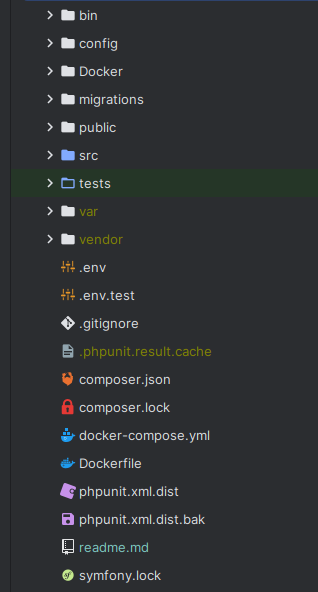 bin
config
Docker
migrations
public
src
tests
var
vendor
.env
.env.test
.gitignore
.phpunit.result.cache
composer.json
composer.lock
docker-compose.yml
Dockerfile
phpunit.xml.dist
phpunit.xml.dist.bak
readme.md
symfony.lock